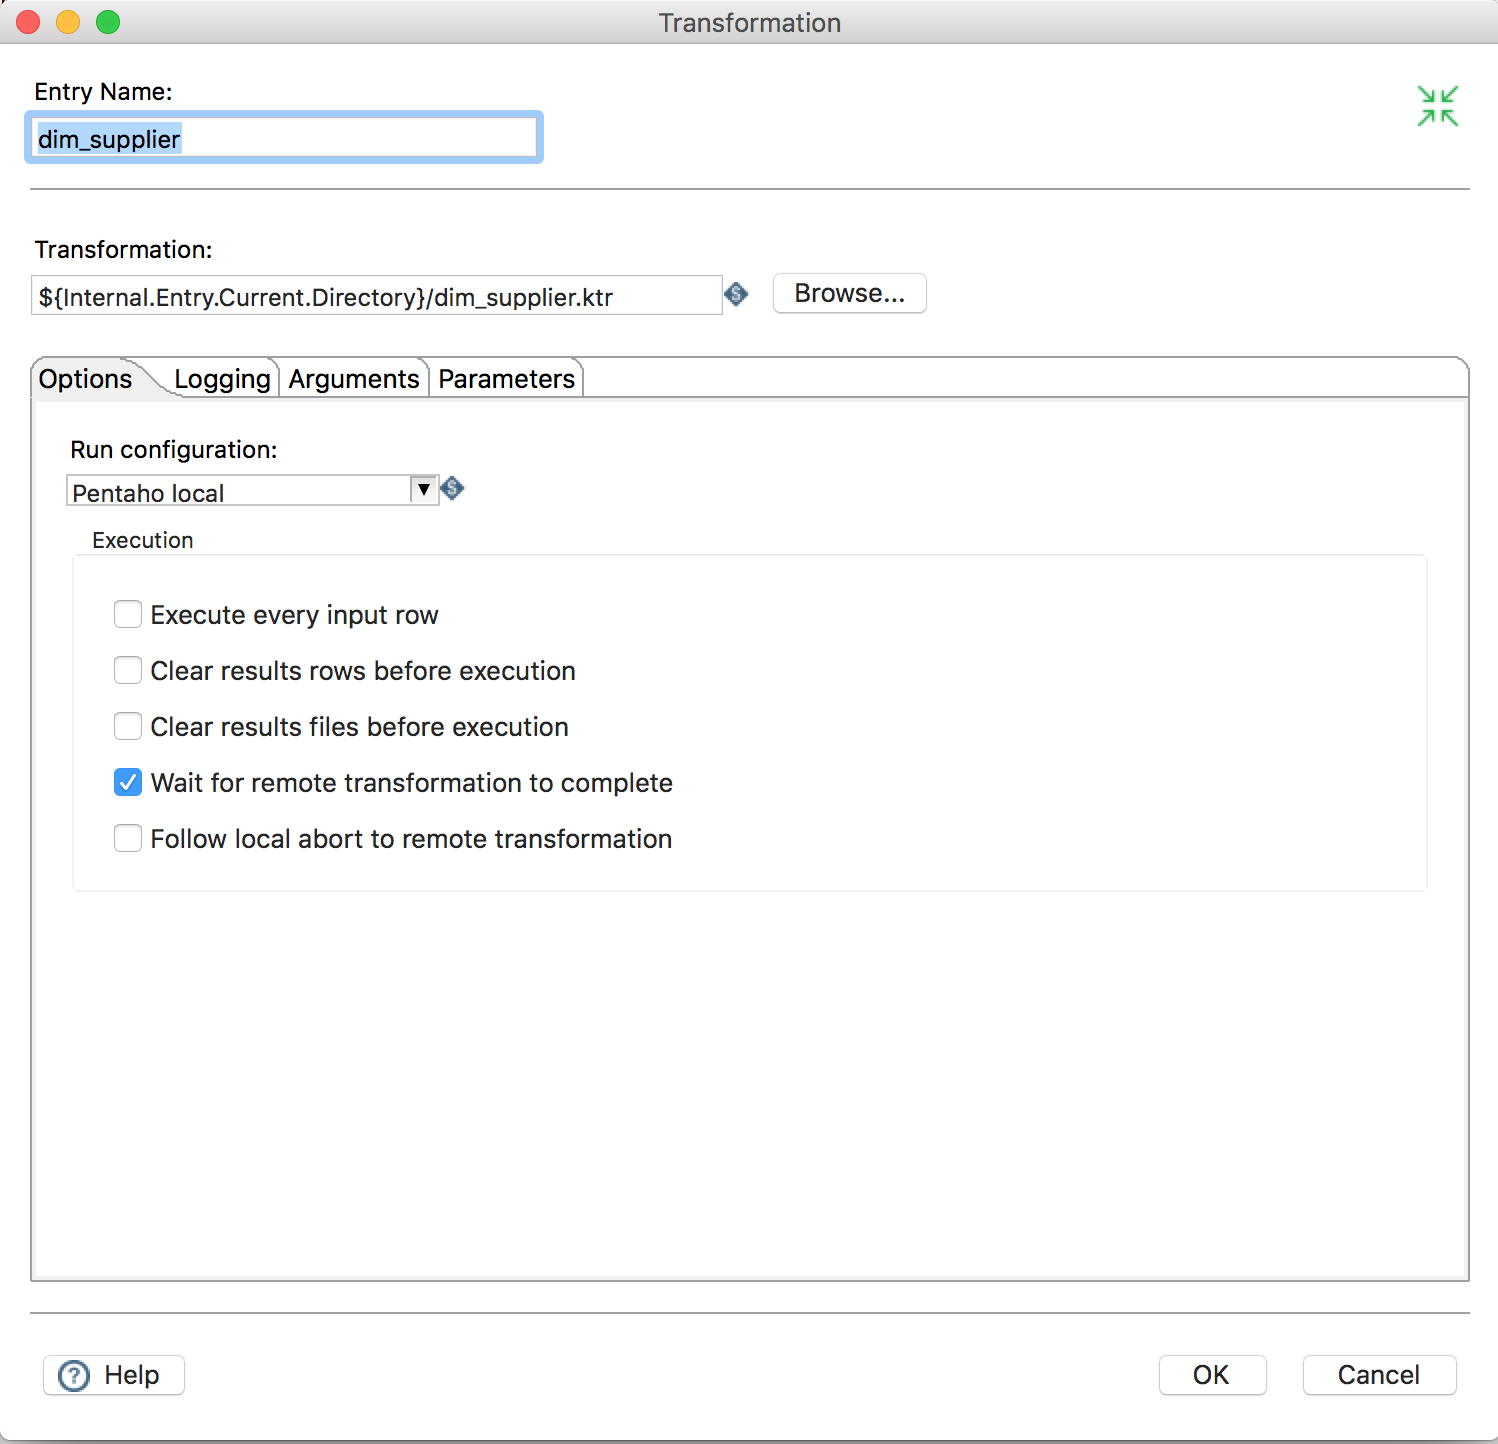 Transformation
Entry Name:
dim_supplier
Transformation:
${Internal.Entry.Current.Directory}/dim_supplier.ktr
Browse...
Options Logging Arguments Parameters
Run configuration:
Pentaho local
Execution
Execute every input row
Clear results rows before execution
Clear results files before execution
Wait for remote transformation to complete
Follow local abort to remote transformation
Help OK Cancel